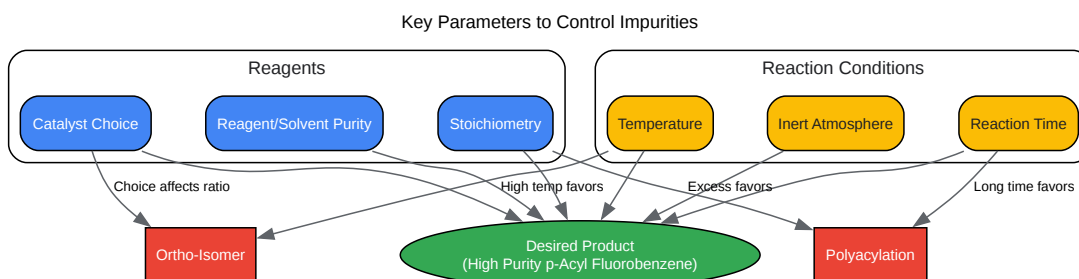 Key Parameters to Control Impurities
Reagents
Reaction Conditions
Catalyst Choice
Reagent/Solvent Purity
Stoichiometry
Temperature
Inert Atmosphere
Reaction Time
Choice affects ratio
High temp favors
Excess favors
Long time favors
Ortho-Isomer
Desired Product
(High Purity p-Acyl Fluorobenzene)
Polyacylation